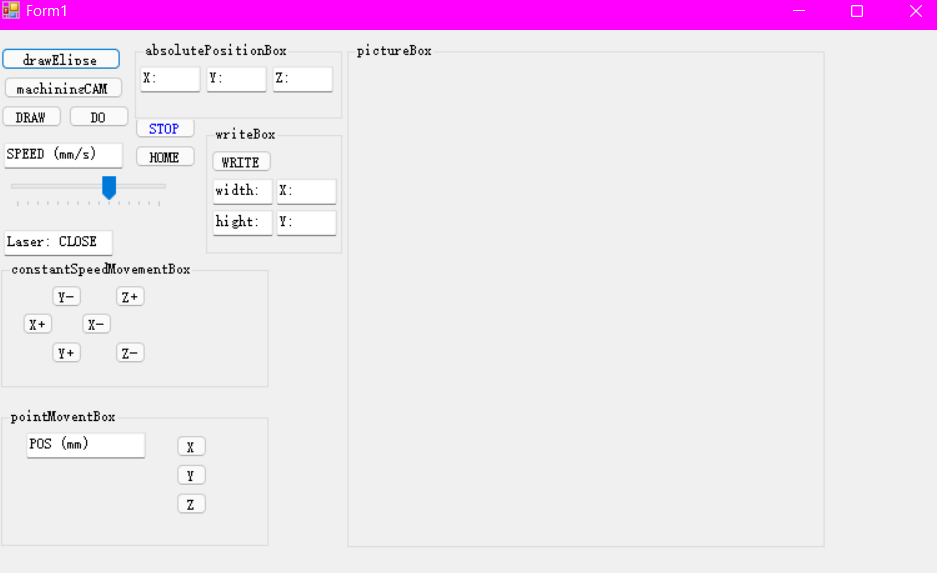 Form1
drawElipse
machiningCAM
DRAW DO
SPEED (mm/s)
Laser: CLOSE
absolutePositionBox
X: Y: Z:
STOP
HOME
writeBox
WRITE
width: X:
hight: Y:
constantSpeedMovementBox
Y- Z+
X+ X-
Y+ Z-
pointMoventBox
POS (mm) X
Y
Z
pictureBox